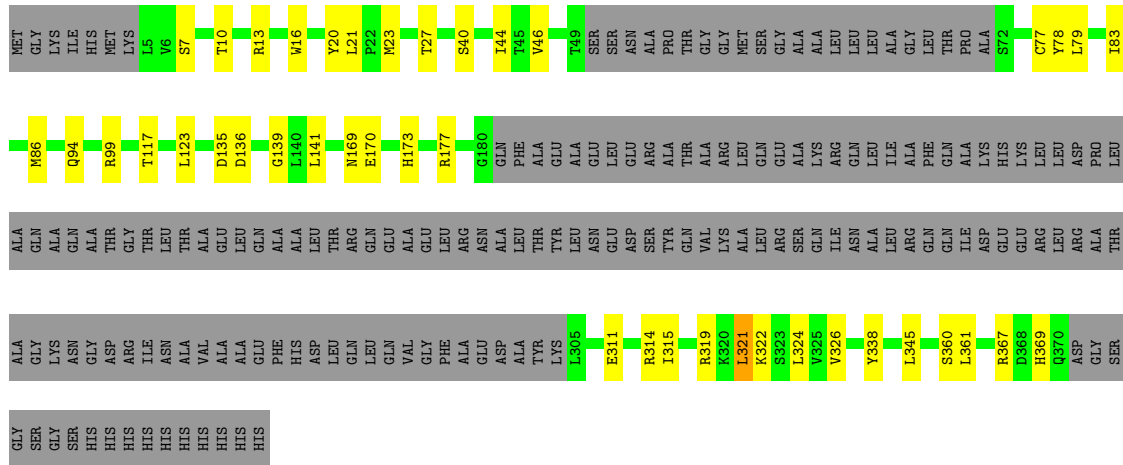 MET GLY LYS ILE HIS MET LYS L5 V6 S7 T10 R13 W16 Y20 L21 P22 M23 T27 S40 I44 T45 V46 T49 SER SER ASN ALA PRO THR GLY GLY MET SER GLY ALA ALA LEU LEU LEU ALA GLY LEU THR PRO ALA S72 C77 Y78 L79 I83
M86 Q94 R99 T117 L123 D135 D136 G139 L140 L141 N169 E170 H173 R177 G180 GLN PHE ALA GLU ALA GLU LEU GLU ARG ALA THR ALA ARG LEU GLN GLU ALA LYS ARG GLN LEU ILE ALA PHE GLN ALA LYS HIS LYS LEU LEU ASP PRO LEU
ALA GLN ALA GLN ALA THR GLY THR LEU THR ALA GLU LEU GLN ALA ALA LEU THR ARG GLN GLU ALA GLU LEU ARG ASN ALA LEU THR TYR LEU ASN GLU ASP SER TYR GLN VAL LYS ALA LEU ARG SER GLN ILE ASN ALA LEU ARG GLN GLN ILE ASP GLU GLU ARG LEU ARG ALA THR
ALA GLY LYS ASN GLY ASP ARG ILE ASN ALA VAL ALA ALA GLU PHE HIS ASP LEU GLN LEU GLN VAL GLY PHE ALA GLU ASP ALA TYR LYS L305 E311 R314 I315 R319 K320 L321 K322 S323 L324 V325 V326 Y338 L345 S360 L361 R367 D368 H369 Q370 ASP GLY SER
GLY SER GLY SER HIS HIS HIS HIS HIS HIS HIS HIS HIS HIS